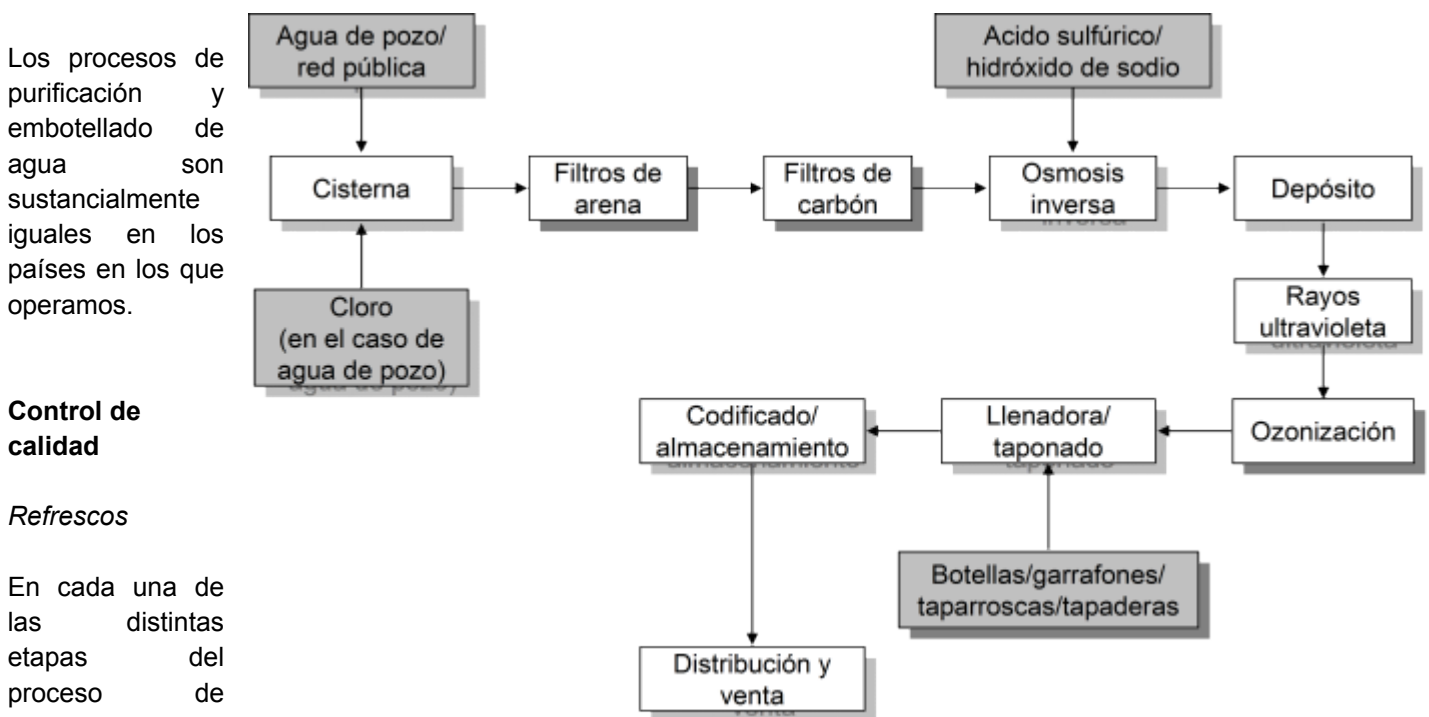 Los procesos de
purificación y
embotellado de
agua son
sustancialmente
iguales en los
países en los que
operamos.
Control de
calidad
Refrescos
En cada una de
las distintas
etapas del
proceso de
Agua de pozo/
red pública
Acido sulfúrico/
hidróxido de sodio
Cisterna
Filtros de
arena
Filtros de
carbón
Osmosis
inversa
Depósito
Cloro
(en el caso de
agua de pozo)
Rayos
ultravioleta
Ozonización
Llenadora/
taponado
Codificado/
almacenamiento
Botellas/garrafones/
taparroscas/tapaderas
Distribución y
venta